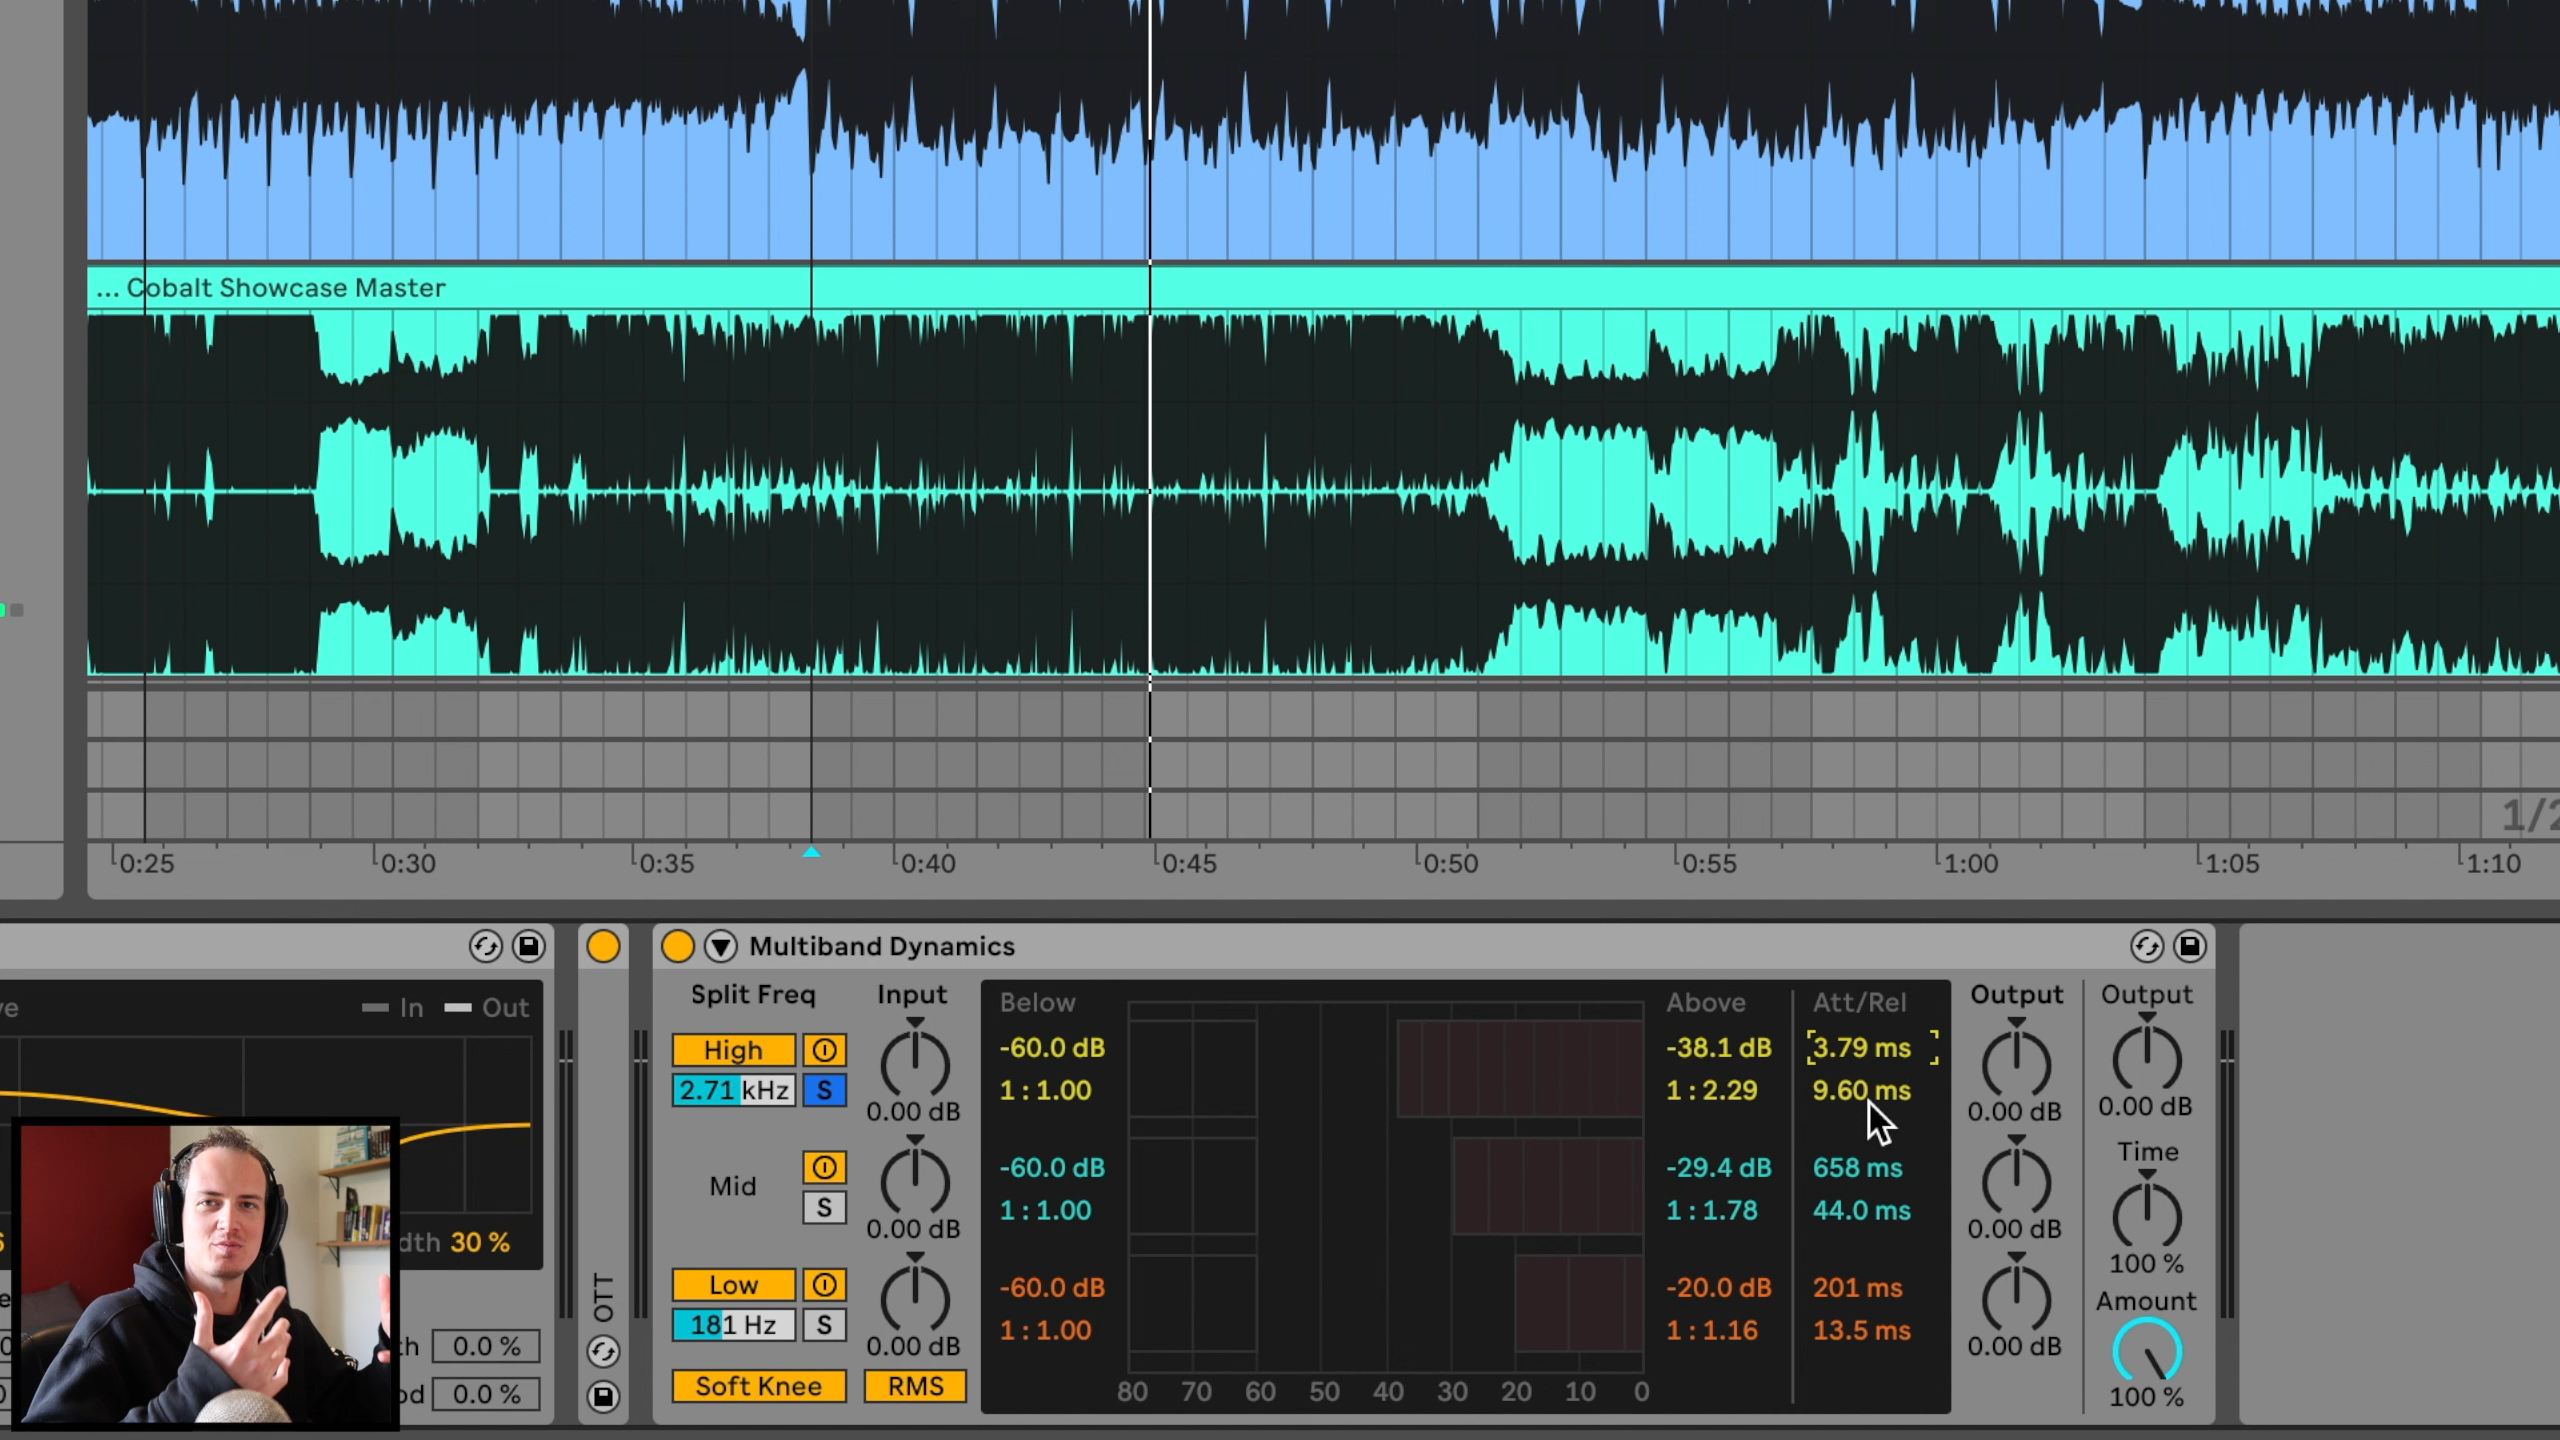 ... Cobalt Showcase Master
1/2
0:25
0:30
0:35
0:40
0:45
0:50
0:55
1:00
1:05
1:10
Multiband Dynamics
In
Out
30 %
0.0 %
0.0 %
OTT
Split Freq
Input
High
2.71 kHz
S
0.00 dB
Mid
S
0.00 dB
Low
181 Hz
S
0.00 dB
Soft Knee
RMS
Below
Above
Att/Rel
-60.0 dB
-38.1 dB
3.79 ms
1 : 1.00
1 : 2.29
9.60 ms
-60.0 dB
-29.4 dB
658 ms
1 : 1.00
1 : 1.78
44.0 ms
-60.0 dB
-20.0 dB
201 ms
1 : 1.00
1 : 1.16
13.5 ms
80 70 60 50 40 30 20 10 0
Output
0.00 dB
0.00 dB
0.00 dB
Output
0.00 dB
Time
100 %
Amount
100 %